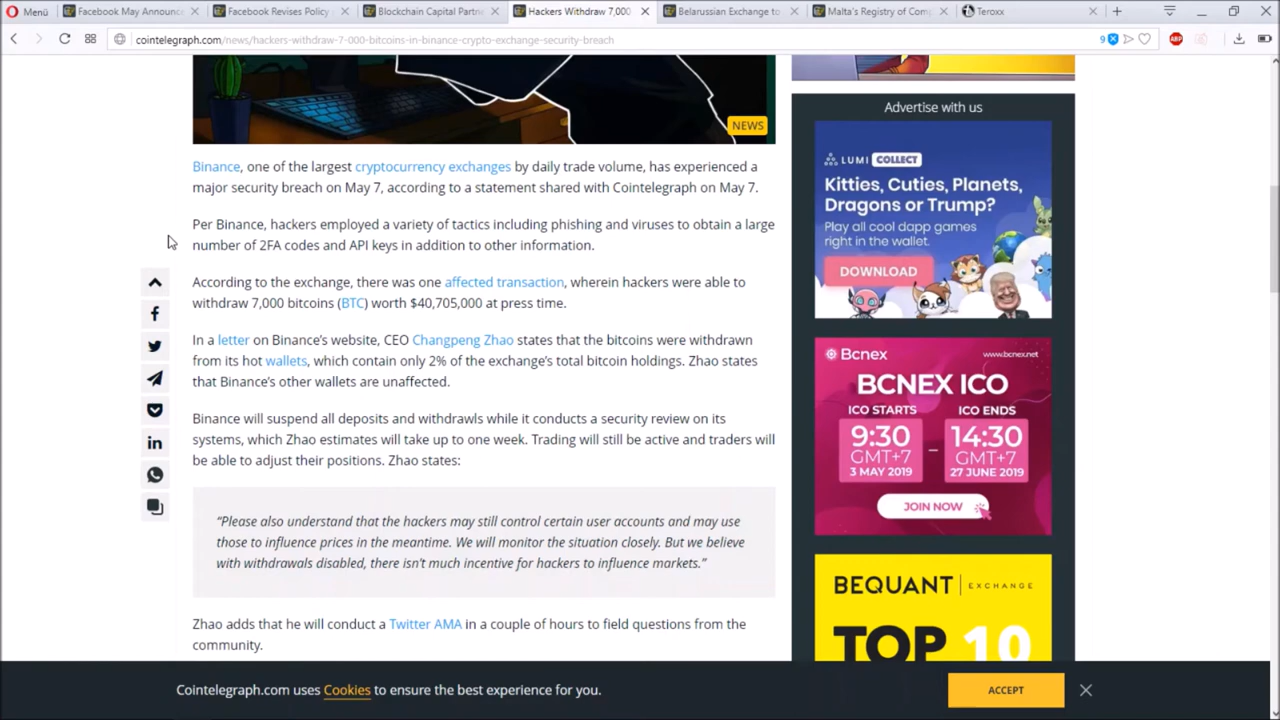 Menü
Facebook May Announc
Facebook Revises Policy
Blockchain Capital Partn
Hackers Withdraw 7,000
Belarussian Exchange to
Malta's Registry of Com
Teroxx
cointelegraph.com/news/hackers-withdraw-7-000-bitcoins-in-binance-crypto-exchange-security-breach
9
ABP
NEWS
Binance, one of the largest cryptocurrency exchanges by daily trade volume, has experienced a
major security breach on May 7, according to a statement shared with Cointelegraph on May 7.
Per Binance, hackers employed a variety of tactics including phishing and viruses to obtain a large
number of 2FA codes and API keys in addition to other information.
According to the exchange, there was one affected transaction, wherein hackers were able to
withdraw 7,000 bitcoins (BTC) worth $40,705,000 at press time.
In a letter on Binance's website, CEO Changpeng Zhao states that the bitcoins were withdrawn
from its hot wallets, which contain only 2% of the exchange's total bitcoin holdings. Zhao states
that Binance's other wallets are unaffected.
Binance will suspend all deposits and withdrawls while it conducts a security review on its
systems, which Zhao estimates will take up to one week. Trading will still be active and traders will
be able to adjust their positions. Zhao states:
“Please also understand that the hackers may still control certain user accounts and may use
those to influence prices in the meantime. We will monitor the situation closely. But we believe
with withdrawals disabled, there isn't much incentive for hackers to influence markets.”
Zhao adds that he will conduct a Twitter AMA in a couple of hours to field questions from the
community.
Advertise with us
LUMI COLLECT
Kitties, Cuties, Planets,
Dragons or Trump?
Play all cool dapp games
right in the wallet.
DOWNLOAD
Bcnex
www.bcnex.net
BCNEX ICO
ICO STARTS
ICO ENDS
9:30
GMT+7
3 MAY 2019
–
14:30
GMT+7
27 JUNE 2019
JOIN NOW
BEQUANT | EXCHANGE
TOP 10
Cointelegraph.com uses Cookies to ensure the best experience for you.
ACCEPT